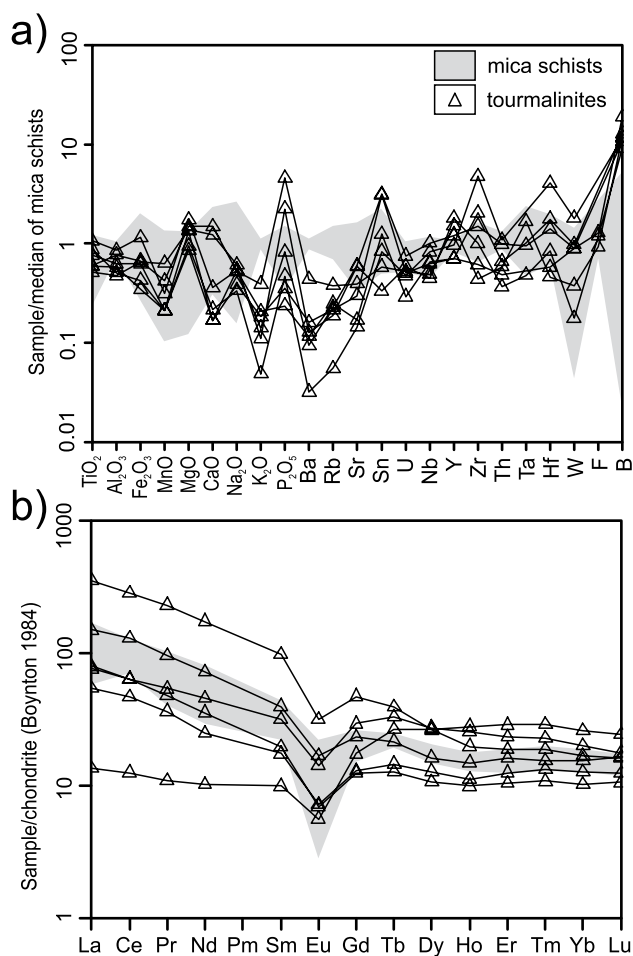 a)
100
10
1
0.1
0.01
Sample/median of mica schists
mica schists
tourmalinites
TiO₂ Al₂O₃ Fe₂O₃ MnO MgO CaO Na₂O K₂O P₂O₅ Ba Rb Sr Sn U Nb Y Zr Th Ta Hf W F B
b)
1000
100
10
1
Sample/chondrite (Boynton 1984)
La Ce Pr Nd Pm Sm Eu Gd Tb Dy Ho Er Tm Yb Lu